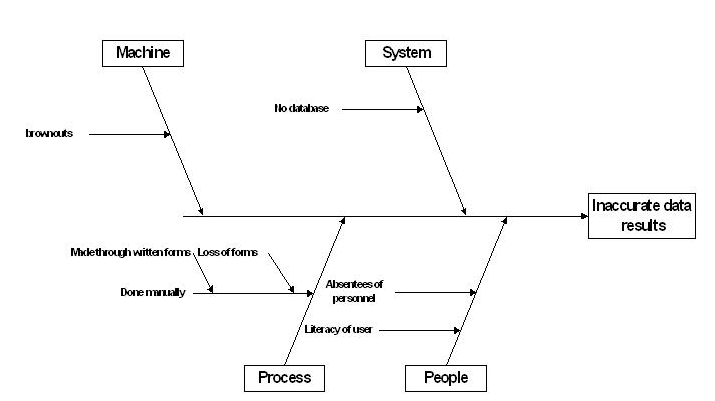 Machine
System
No database
brownouts
Inaccurate data
results
Made through written forms
Loss of forms
Done manually
Absentees of
personnel
Literacy of user
Process
People